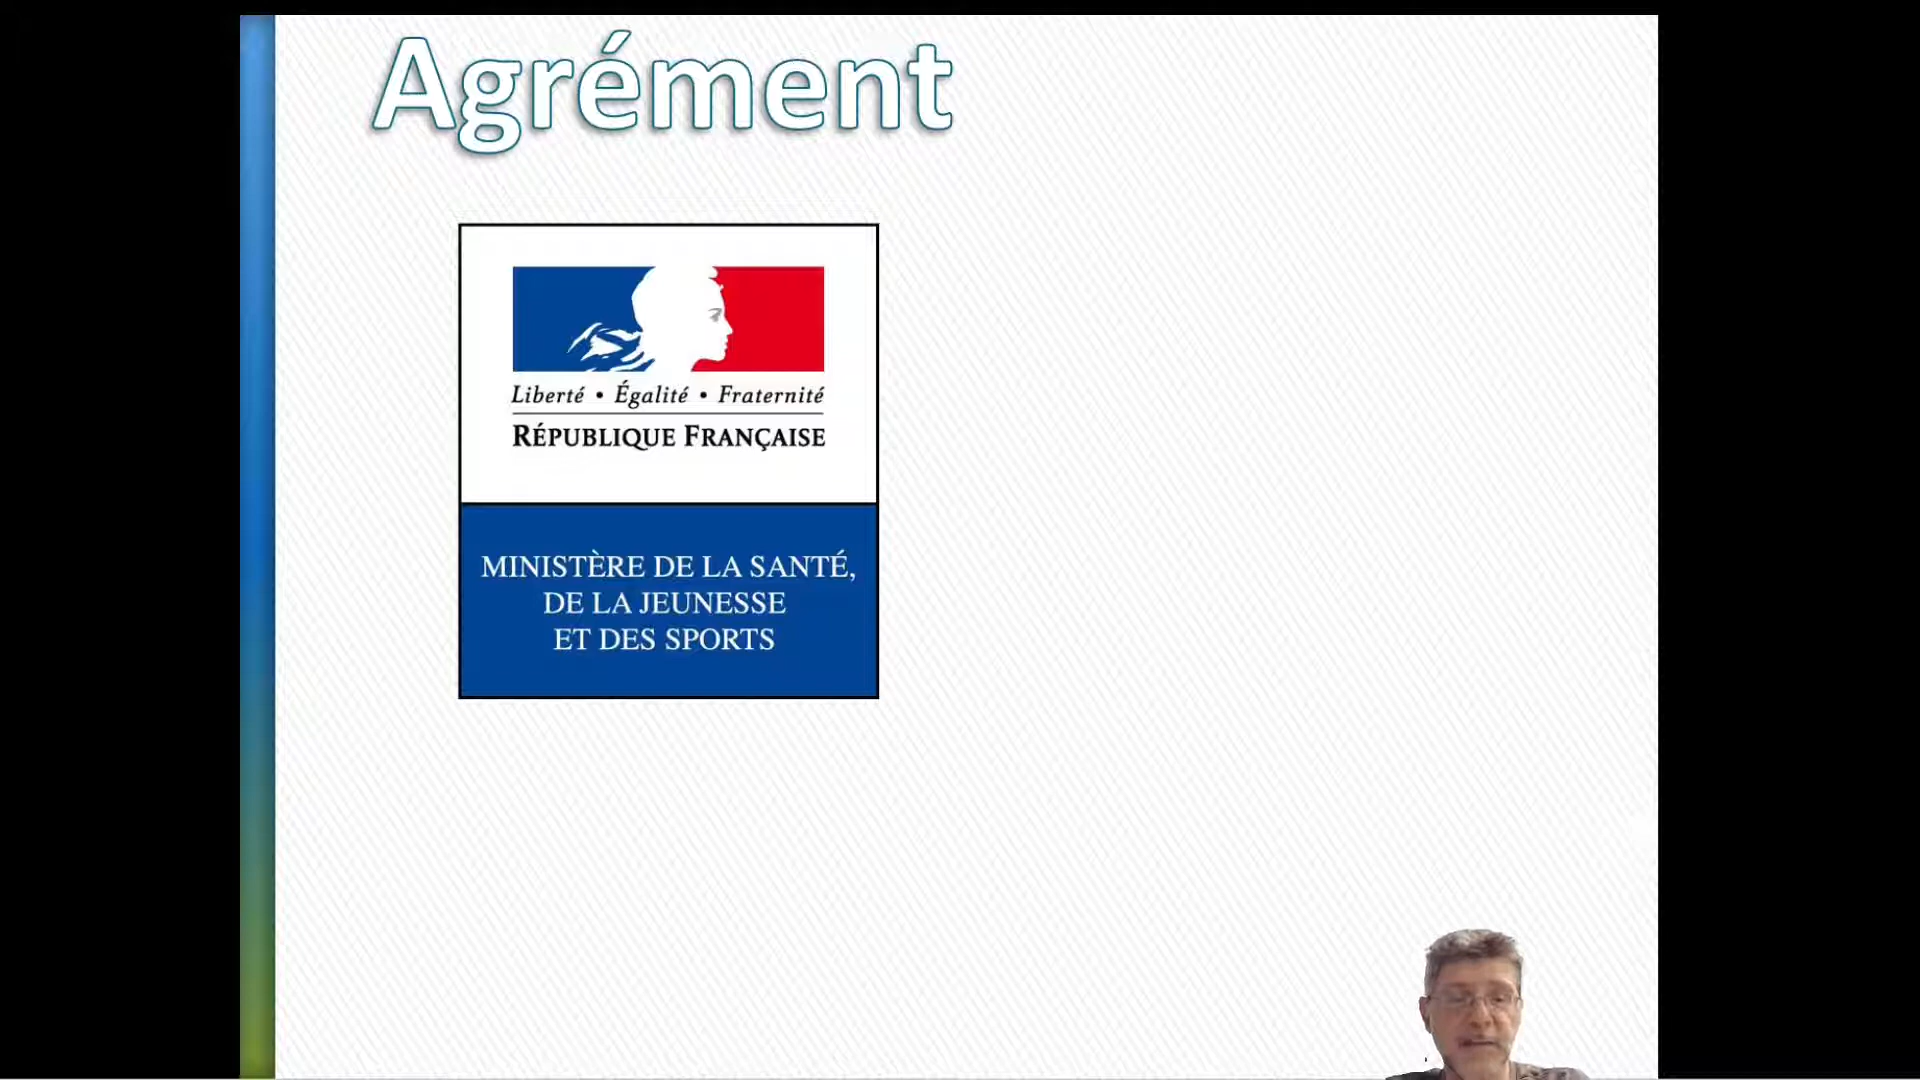 Agrément
Liberté • Égalité • Fraternité
RÉPUBLIQUE FRANÇAISE
MINISTÈRE DE LA SANTÉ,
DE LA JEUNESSE
ET DES SPORTS